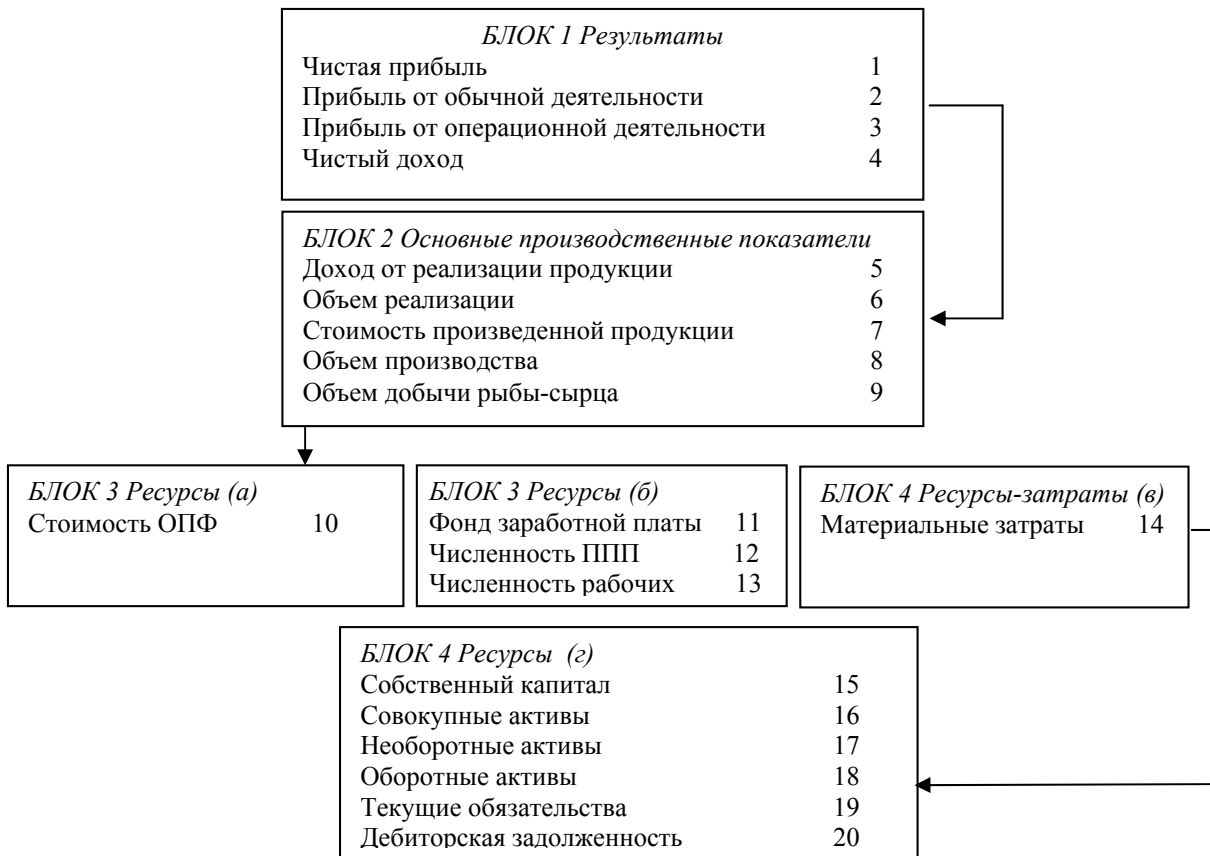 БЛОК 1 Результаты
Чистая прибыль 1
Прибыль от обычной деятельности 2
Прибыль от операционной деятельности 3
Чистый доход 4
БЛОК 2 Основные производственные показатели
Доход от реализации продукции 5
Объем реализации 6
Стоимость произведенной продукции 7
Объем производства 8
Объем добычи рыбы-сырца 9
БЛОК 3 Ресурсы (а)
Стоимость ОПФ 10
БЛОК 3 Ресурсы (б)
Фонд заработной платы 11
Численность ППП 12
Численность рабочих 13
БЛОК 4 Ресурсы-затраты (в)
Материальные затраты 14
БЛОК 4 Ресурсы (г)
Собственный капитал 15
Совокупные активы 16
Необоротные активы 17
Оборотные активы 18
Текущие обязательства 19
Дебиторская задолженность 20